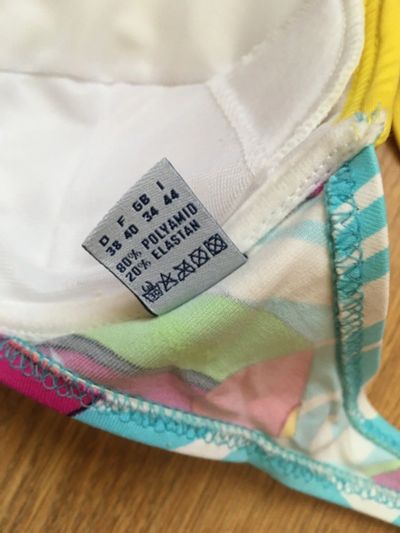 D F GB I
38 40 34 44
80% POLYAMID
20% ELASTAN